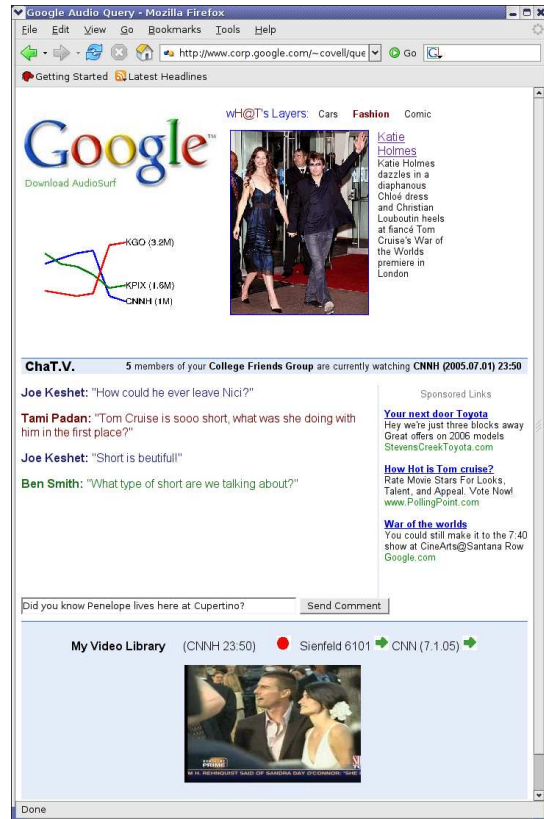 Google Audio Query - Mozilla Firefox
File Edit View Go Bookmarks Tools Help
http://www.corp.google.com/~covell/que Go G
Getting Started Latest Headlines
wH@T's Layers: Cars Fashion Comic
Google™
Download AudioSurf
Katie
Holmes
Katie Holmes
dazzles in a
diaphanous
Chloé dress
and Christian
Louboutin heels
at fiancé Tom
Cruise's War of
the Worlds
premiere in
London
KGO (3.2M)
KPIX (1.6M)
CNNH (1M)
ChaT.V. 5 members of your College Friends Group are currently watching CNNH (2005.07.01) 23:50
Joe Keshet: "How could he ever leave Nici?"
Tami Padan: "Tom Cruise is sooo short, what was she doing with
him in the first place?"
Joe Keshet: "Short is beutiful!"
Ben Smith: "What type of short are we talking about?"
Sponsored Links
Your next door Toyota
Hey we're just three blocks away
Great offers on 2006 models
StevensCreekToyota.com
How Hot is Tom cruise?
Rate Movie Stars For Looks,
Talent, and Appeal. Vote Now!
www.PollingPoint.com
War of the worlds
You could still make it to the 7:40
show at CineArts@Santana Row
Google.com
Did you know Penelope lives here at Cupertino? Send Comment
My Video Library (CNNH 23:50) Sienfeld 6101 CNN (7.1.05)
PRIME
M H. REHNQUIST SAID OF SANDRA DAY O'CONNOR: "SHE
Done